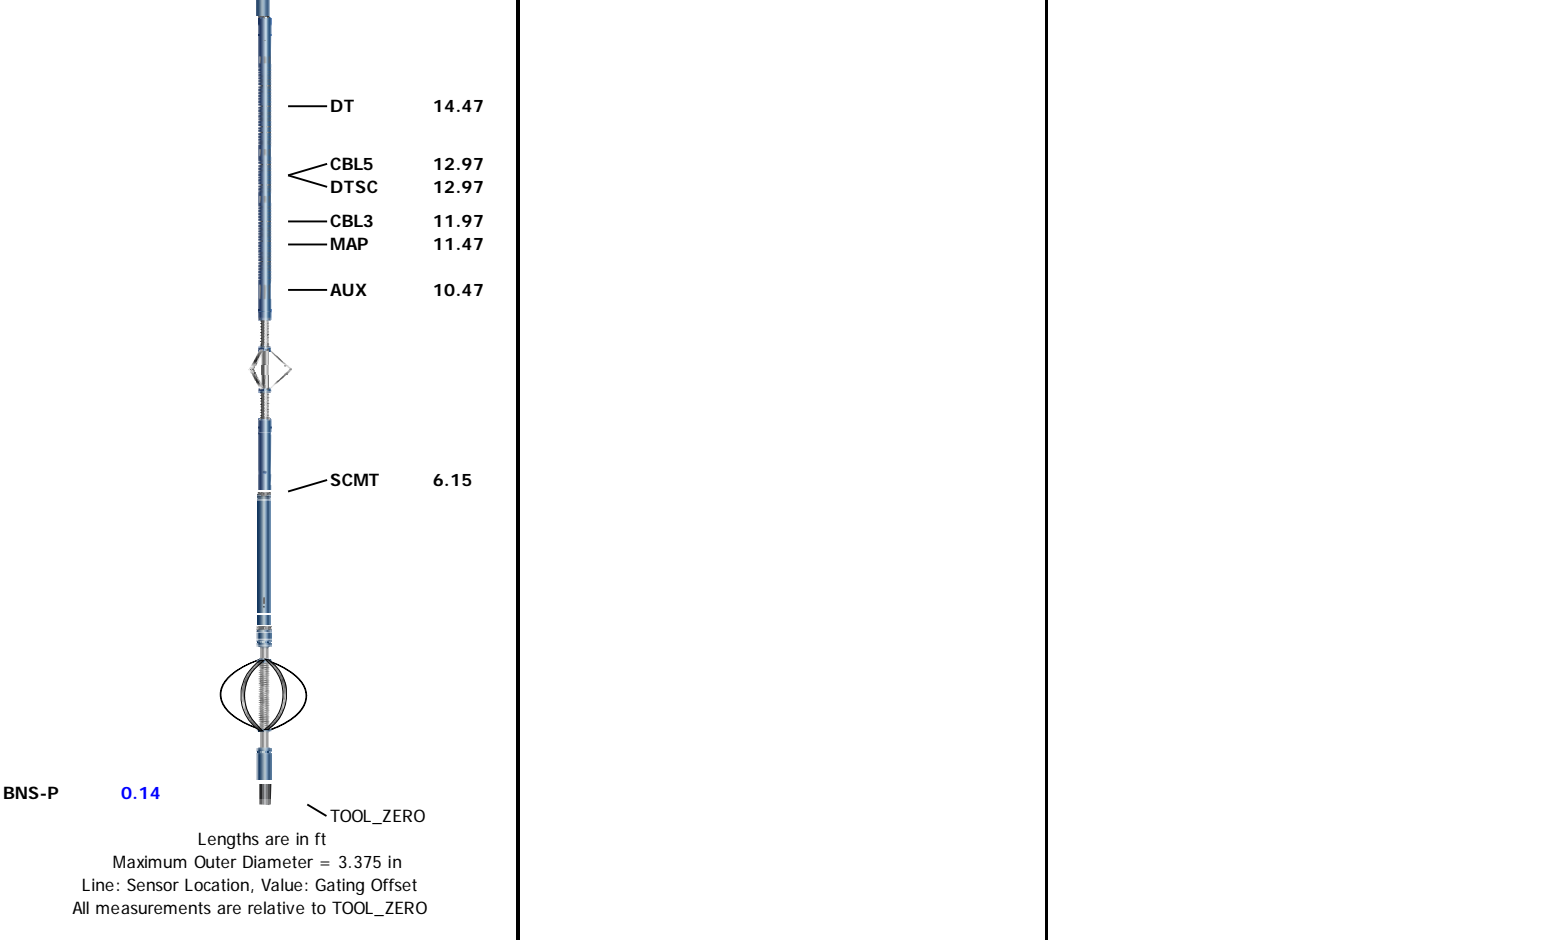 DT 14.47
CBL5 12.97
DTSC 12.97
CBL3 11.97
MAP 11.47
AUX 10.47
SCMT 6.15
BNS-P 0.14
TOOL_ZERO
Lengths are in ft
Maximum Outer Diameter = 3.375 in
Line: Sensor Location, Value: Gating Offset
All measurements are relative to TOOL_ZERO